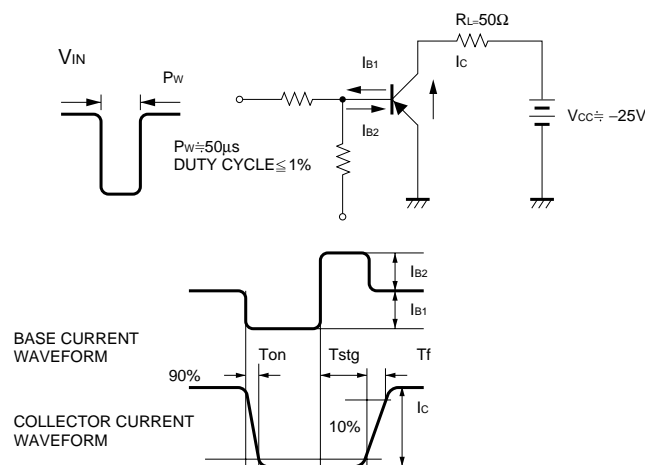 RL=50Ω
VIN
IB1
IC
PW
VCC≒ −25V
IB2
PW≒50μs
DUTY CYCLE≦1%
IB2
IB1
BASE CURRENT
WAVEFORM
Ton
Tstg
Tf
90%
IC
COLLECTOR CURRENT
WAVEFORM
10%